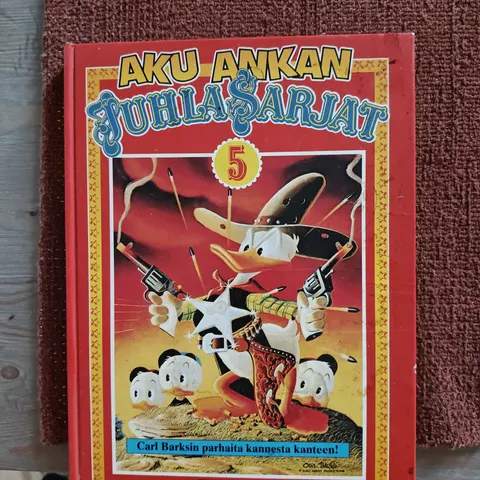 AKU ANKAN
JUHLASARJAT
5
Carl Barksin parhaita kannesta kanteen!